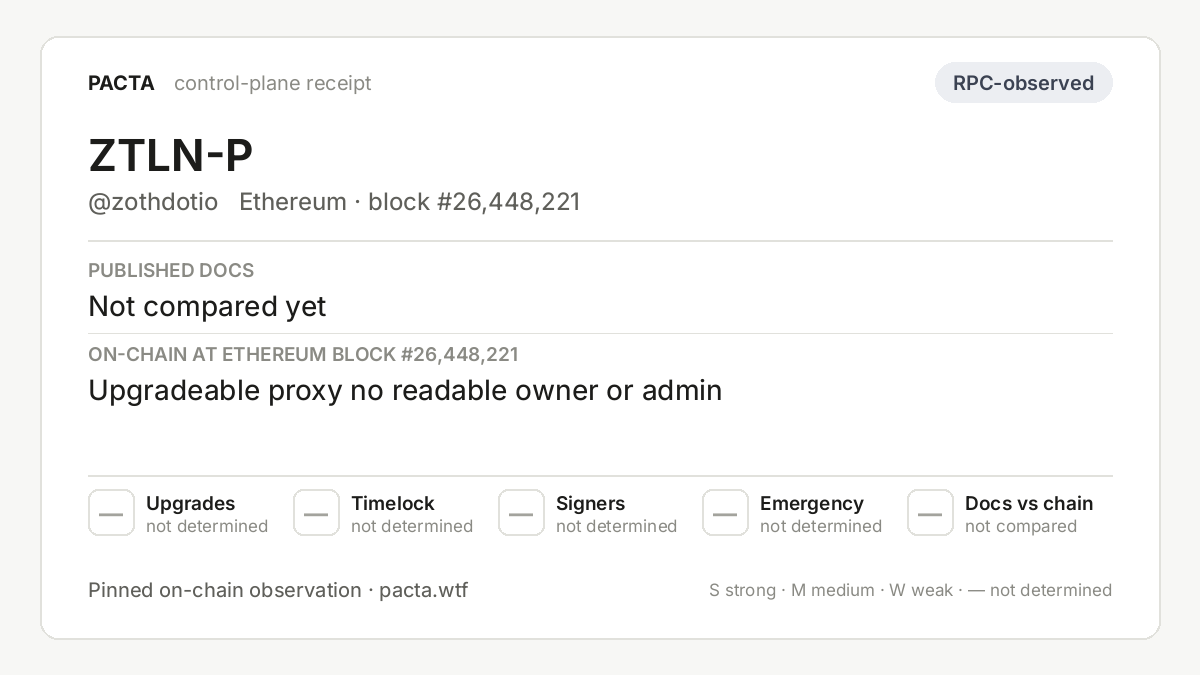 PACTA control-plane receipt RPC-observed
ZTLN-P
@zothdotio Ethereum · block #26,448,221
PUBLISHED DOCS
Not compared yet
ON-CHAIN AT ETHEREUM BLOCK #26,448,221
Upgradeable proxy no readable owner or admin
— Upgrades — Timelock — Signers — Emergency — Docs vs chain
not determined not determined not determined not determined not compared
Pinned on-chain observation · pacta.wtf S strong · M medium · W weak · — not determined